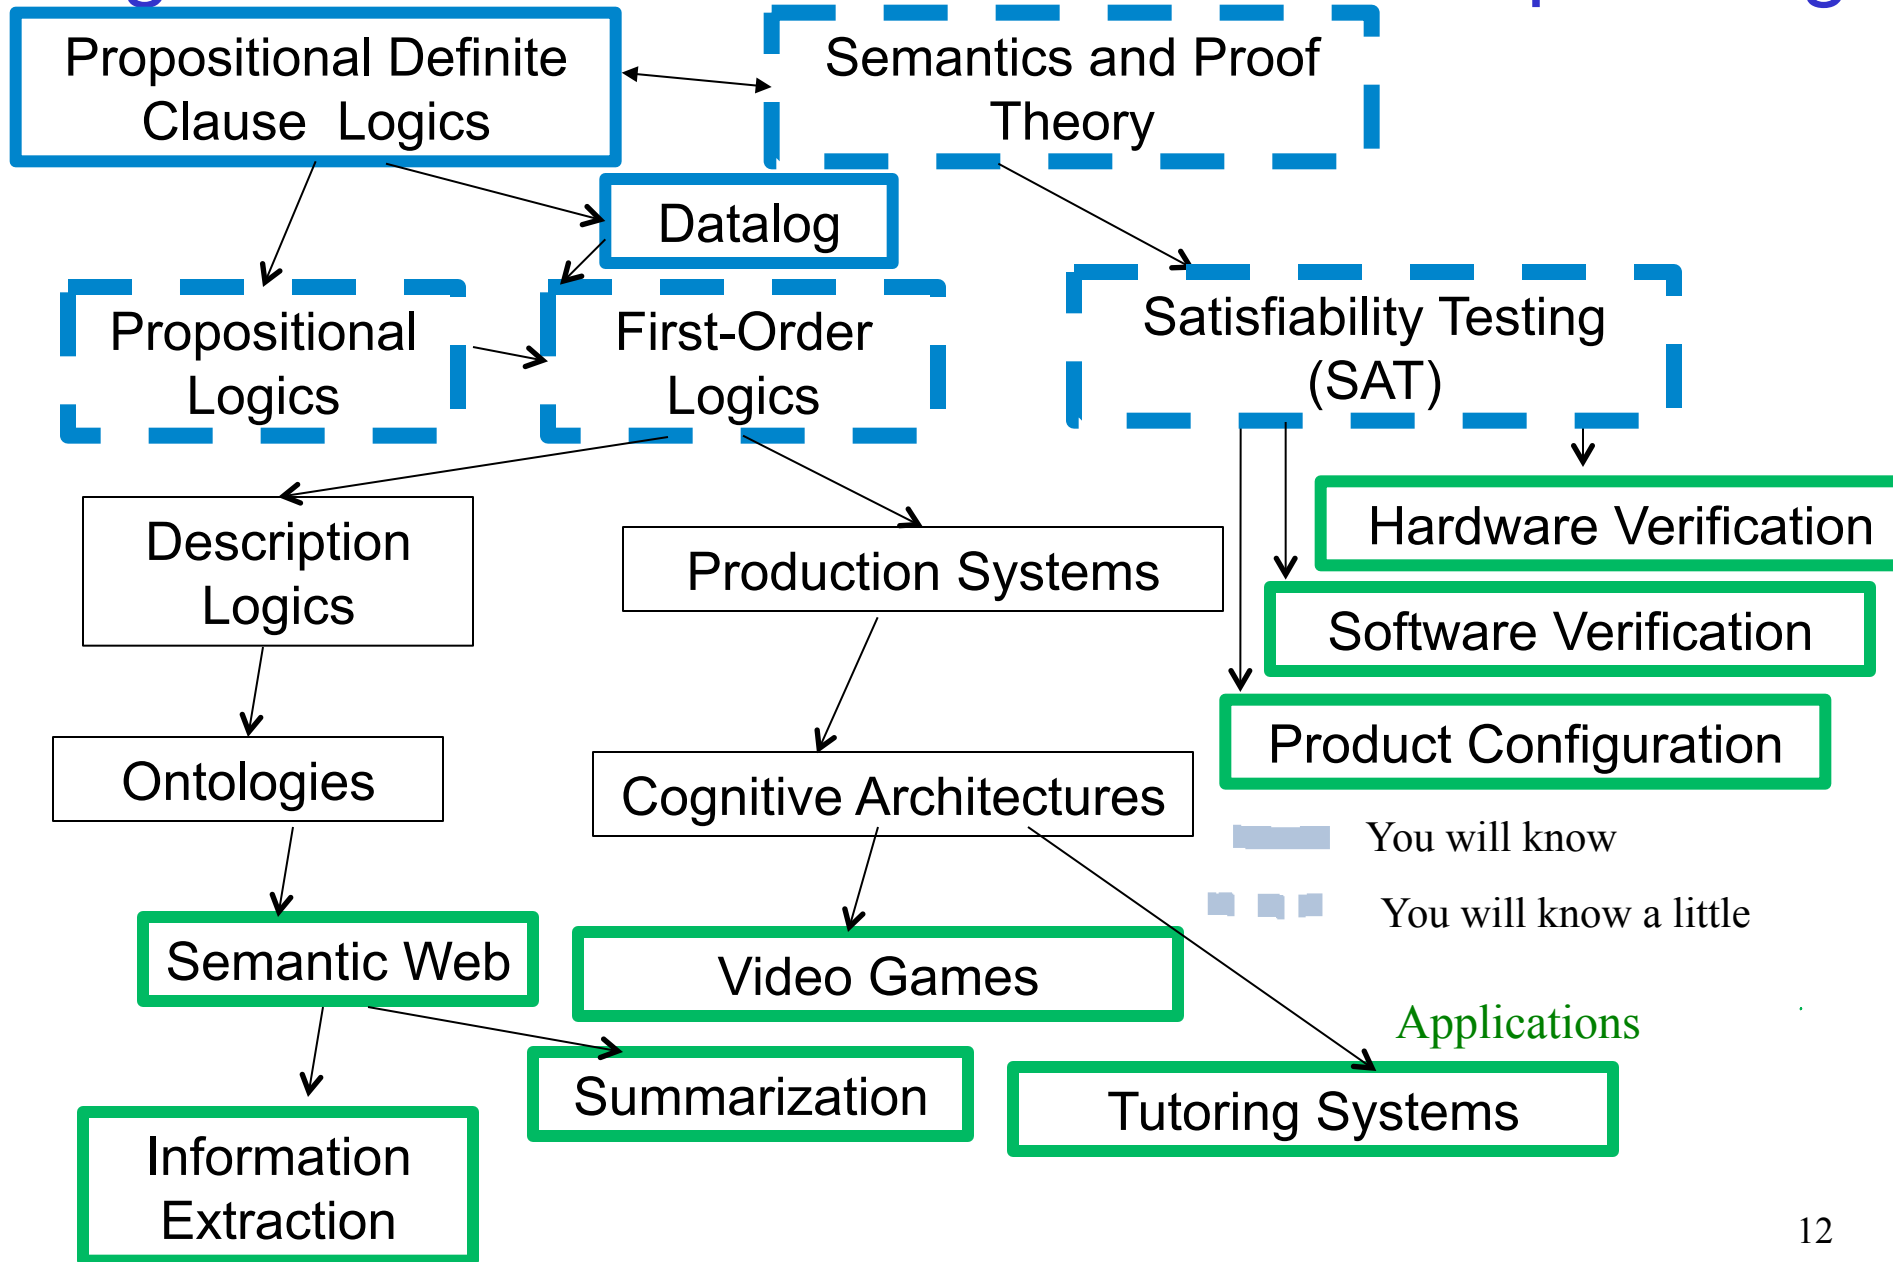 Propositional Definite
Clause Logics
Semantics and Proof
Theory
Datalog
Propositional
Logics
First-Order
Logics
Satisfiability Testing
(SAT)
Description
Logics
Production Systems
Hardware Verification
Software Verification
Product Configuration
Ontologies
Cognitive Architectures
You will know
You will know a little
Semantic Web
Video Games
Applications
Summarization
Tutoring Systems
Information
Extraction
12